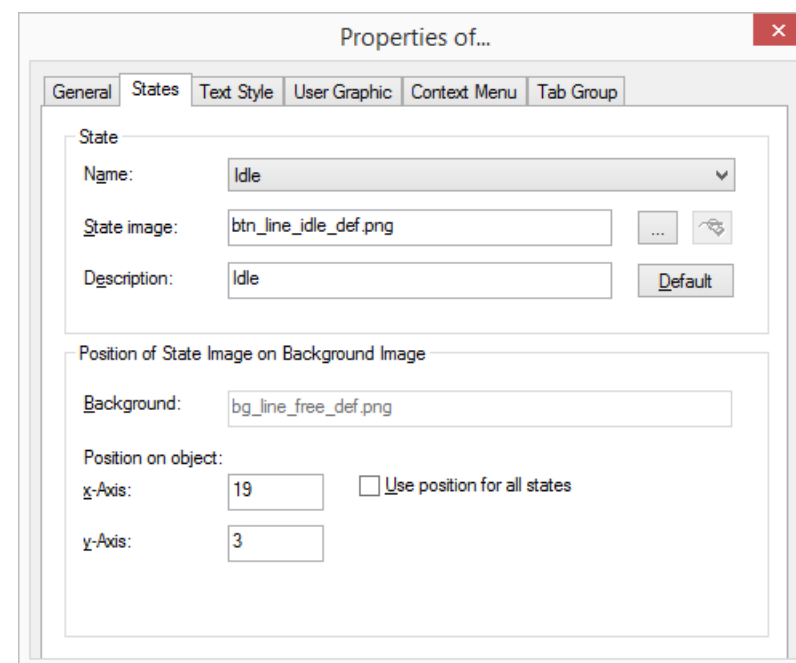 Properties of...
General States Text Style User Graphic Context Menu Tab Group
State
Name: Idle
State image: btn_line_idle_def.png ...
Description: Idle Default
Position of State Image on Background Image
Background: bg_line_free_def.png
Position on object:
x-Axis: 19 Use position for all states
y-Axis: 3